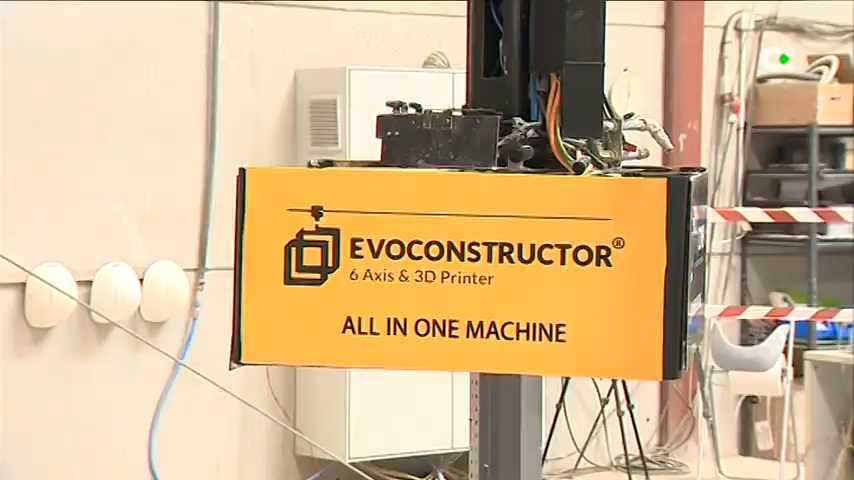 EVOCONSTRUCTOR®
6 Axis & 3D Printer
ALL IN ONE MACHINE